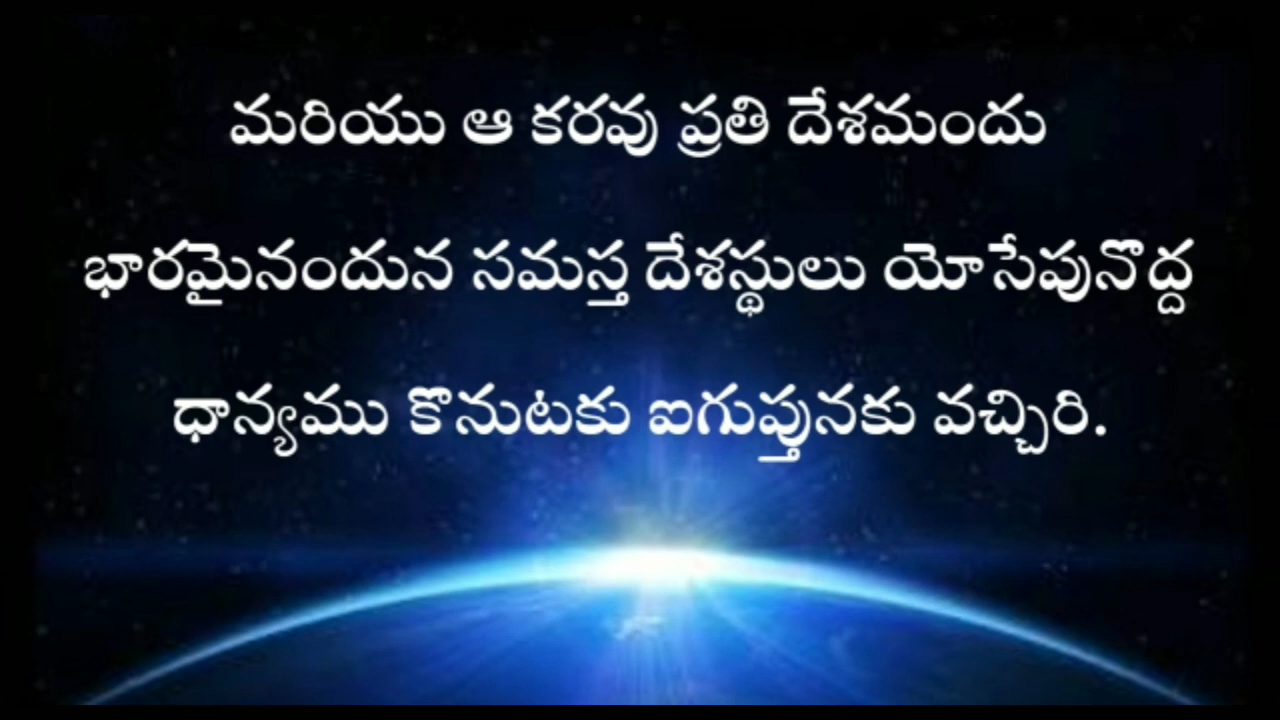 మరియు ఆ కరవు ప్రతి దేశమందు
భారమైనందున సమస్త దేశస్థులు యోసేపునొద్ద
ధాన్యము కొనుటకు ఐగుప్తునకు వచ్చిరి.